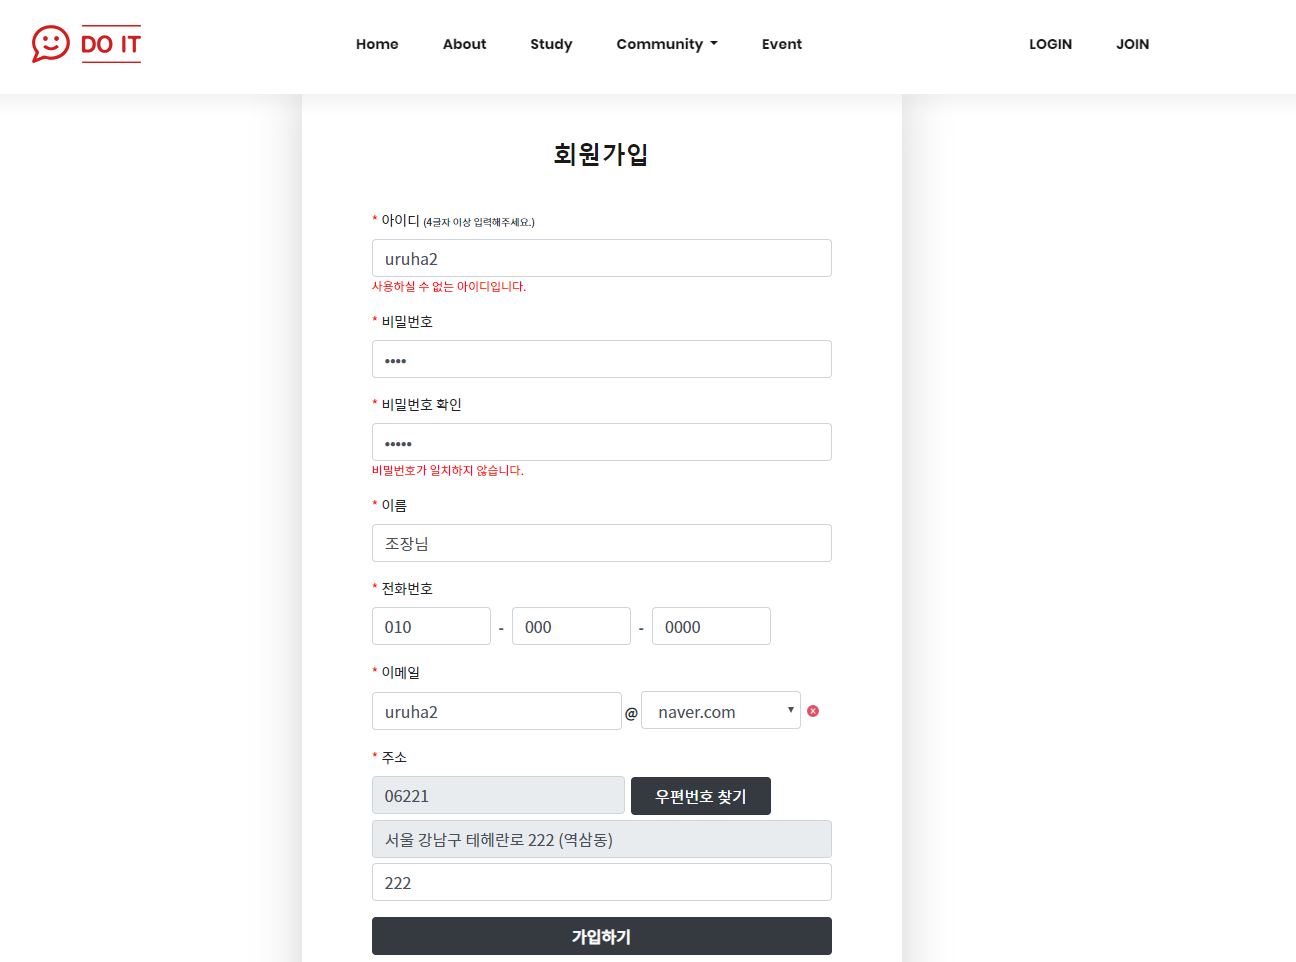 DO IT
Home About Study Community Event LOGIN JOIN
회원가입
* 아이디 (4글자 이상 입력해주세요.)
uruha2
사용하실 수 없는 아이디입니다.
* 비밀번호
••••
* 비밀번호 확인
•••••
비밀번호가 일치하지 않습니다.
* 이름
조장님
* 전화번호
010 - 000 - 0000
* 이메일
uruha2 @ naver.com
* 주소
06221 우편번호 찾기
서울 강남구 테헤란로 222 (역삼동)
222
가입하기